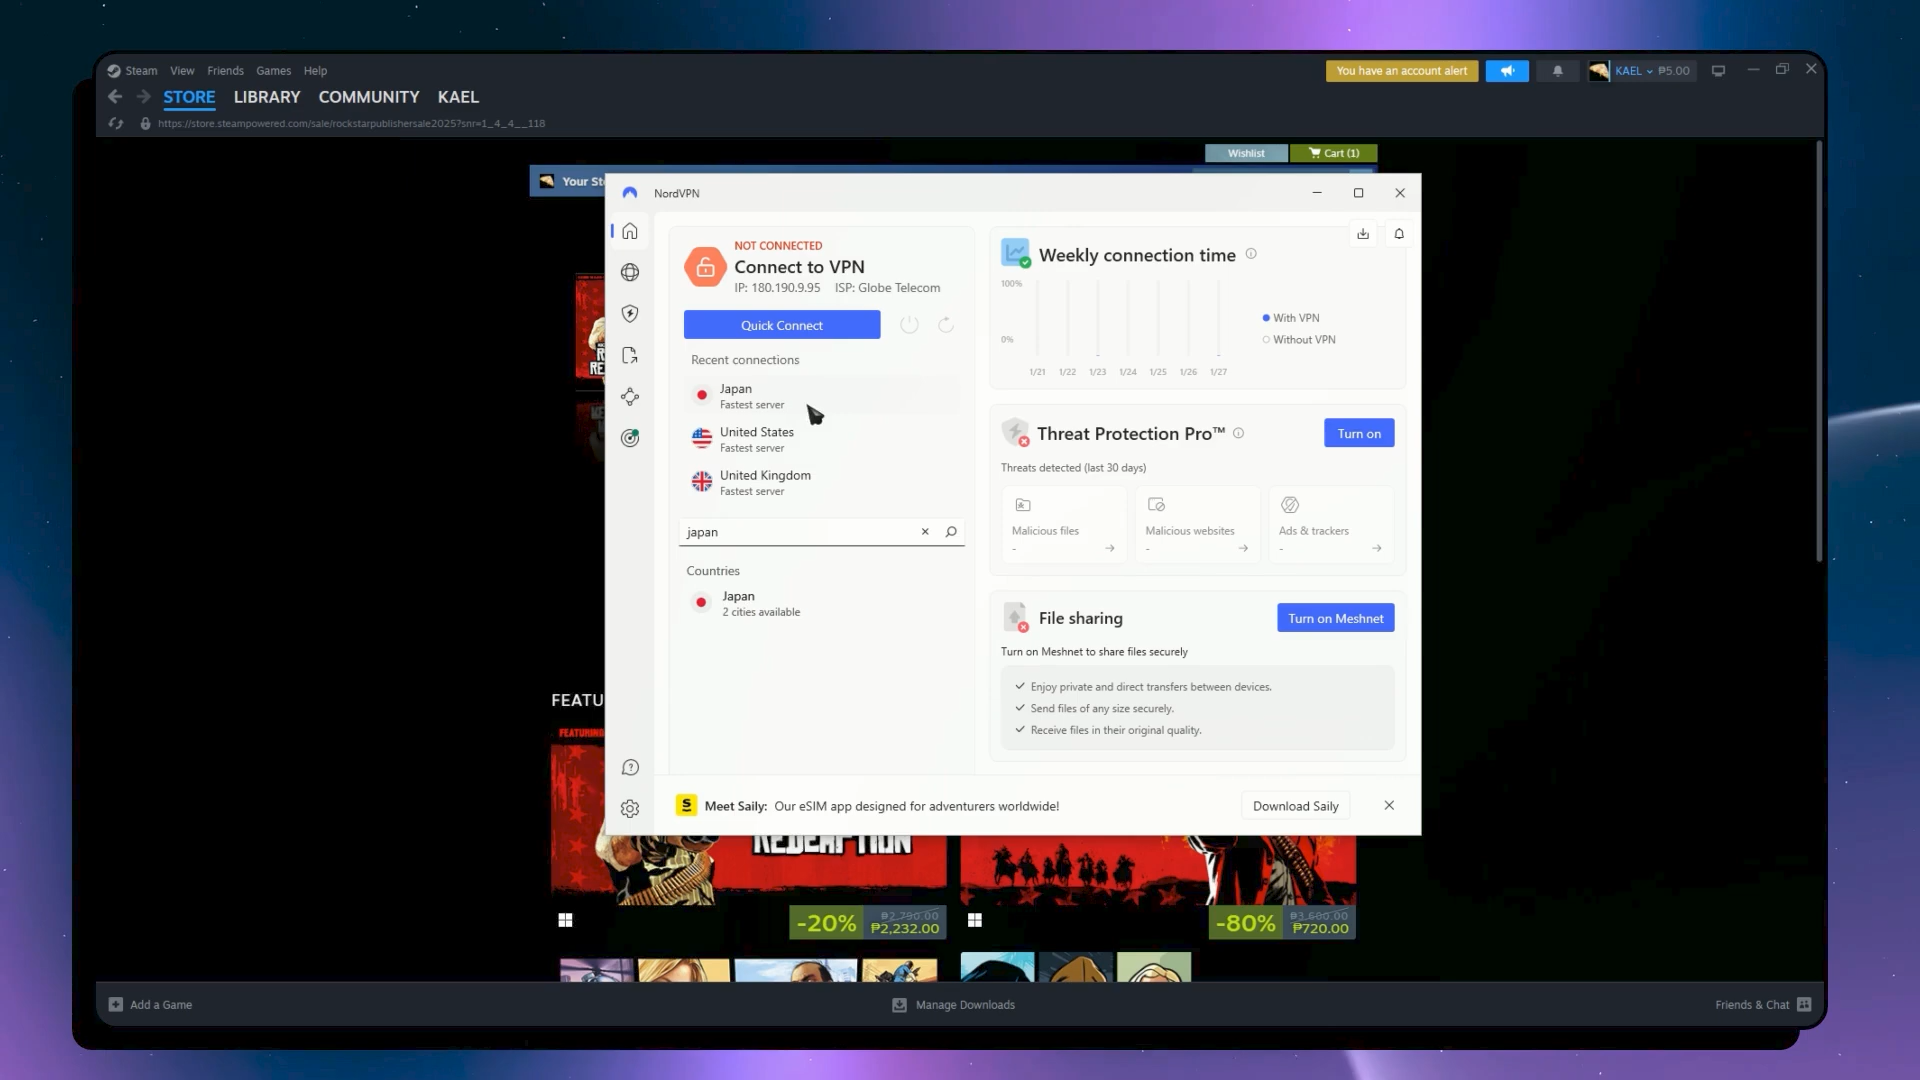 Steam View Friends Games Help
You have an account alert
KAEL ₱5.00
STORE LIBRARY COMMUNITY KAEL
https://store.steampowered.com/sale/rockstarpublishersale2025?snr=1_4_4__118
Wishlist
Cart (1)
Your St
NordVPN
NOT CONNECTED
Connect to VPN
IP: 180.190.9.95 ISP: Globe Telecom
Quick Connect
Recent connections
Japan
Fastest server
United States
Fastest server
United Kingdom
Fastest server
japan
Countries
Japan
2 cities available
Weekly connection time
100%
0%
1/21 1/22 1/23 1/24 1/25 1/26 1/27
With VPN
Without VPN
Threat Protection Pro™
Turn on
Threats detected (last 30 days)
Malicious files
-
Malicious websites
-
Ads & trackers
-
File sharing
Turn on Meshnet
Turn on Meshnet to share files securely
Enjoy private and direct transfers between devices.
Send files of any size securely.
Receive files in their original quality.
S Meet Saily: Our eSIM app designed for adventurers worldwide!
Download Saily
FEATU
FEATURING
REDEMPTION
-20%
₱2,790.00
₱2,232.00
-80%
₱3,600.00
₱720.00
Add a Game
Manage Downloads
Friends & Chat